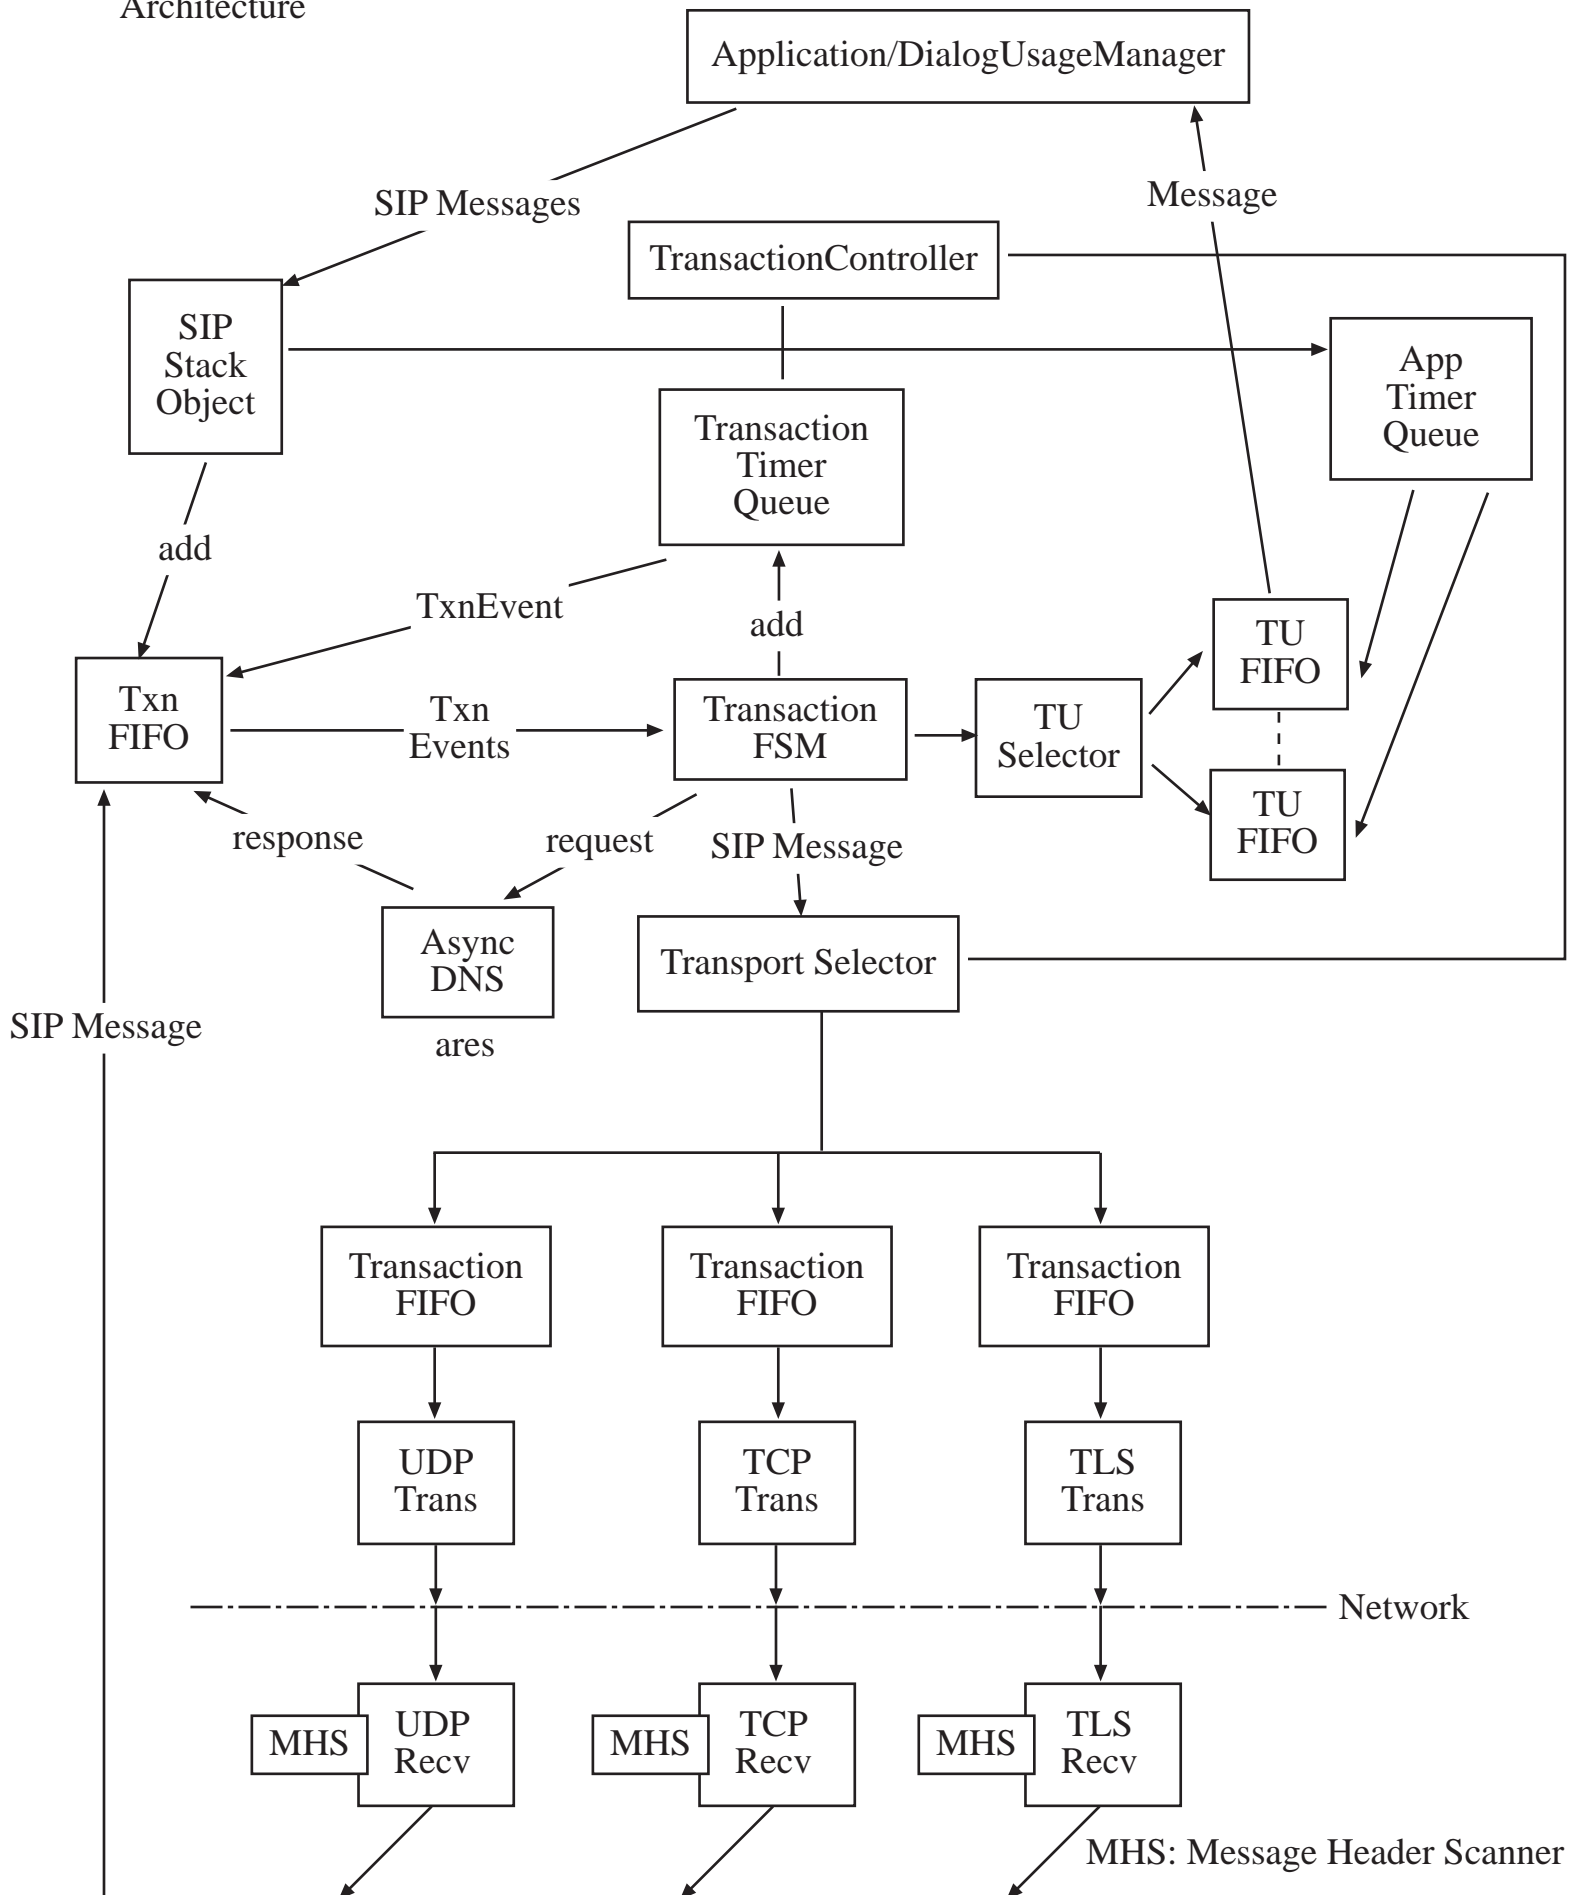 Architecture
Application/DialogUsageManager
SIP Messages
Message
TransactionController
SIP
Stack
Object
App
Timer
Queue
Transaction
Timer
Queue
add
TxnEvent
add
TU
FIFO
Txn
FIFO
Txn
Events
Transaction
FSM
TU
Selector
TU
FIFO
response
request
SIP Message
Async
DNS
Transport Selector
SIP Message
ares
Transaction
FIFO
Transaction
FIFO
Transaction
FIFO
UDP
Trans
TCP
Trans
TLS
Trans
Network
MHS
UDP
Recv
MHS
TCP
Recv
MHS
TLS
Recv
MHS: Message Header Scanner